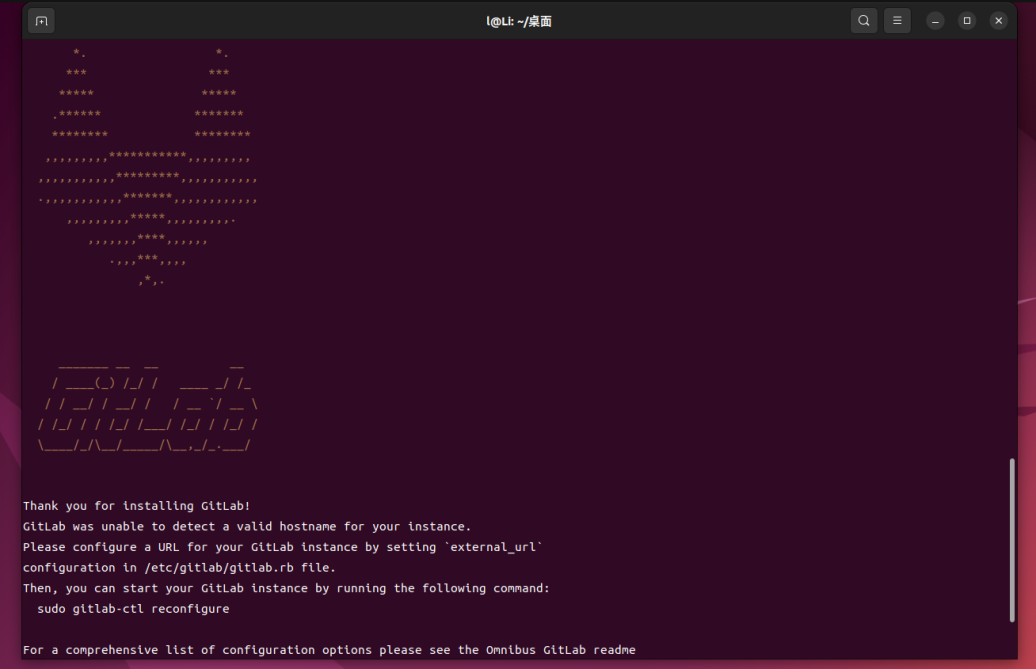 l@Li: ~/桌面
       *.                  *.
      ***                 ***
     *****               *****
    .******             *******
    ********            ********
   ,,,,,,,,,***********,,,,,,,,,
  ,,,,,,,,,,,*********,,,,,,,,,,,
  .,,,,,,,,,,,*******,,,,,,,,,,,,
      ,,,,,,,,,*****,,,,,,,,,.
         ,,,,,,,****,,,,,,
            .,,,***,,,,
                ,*,.
     _______ __  __          __
    / ____(_) /_/ /   ____ _/ /_
   / / __/ / __/ /   / __ `/ __ \
  / /_/ / / /_/ /___/ /_/ / /_/ /
  \____/_/\__/_____/\__,_/_.___/
Thank you for installing GitLab!
GitLab was unable to detect a valid hostname for your instance.
Please configure a URL for your GitLab instance by setting `external_url`
configuration in /etc/gitlab/gitlab.rb file.
Then, you can start your GitLab instance by running the following command:
  sudo gitlab-ctl reconfigure
For a comprehensive list of configuration options please see the Omnibus GitLab readme